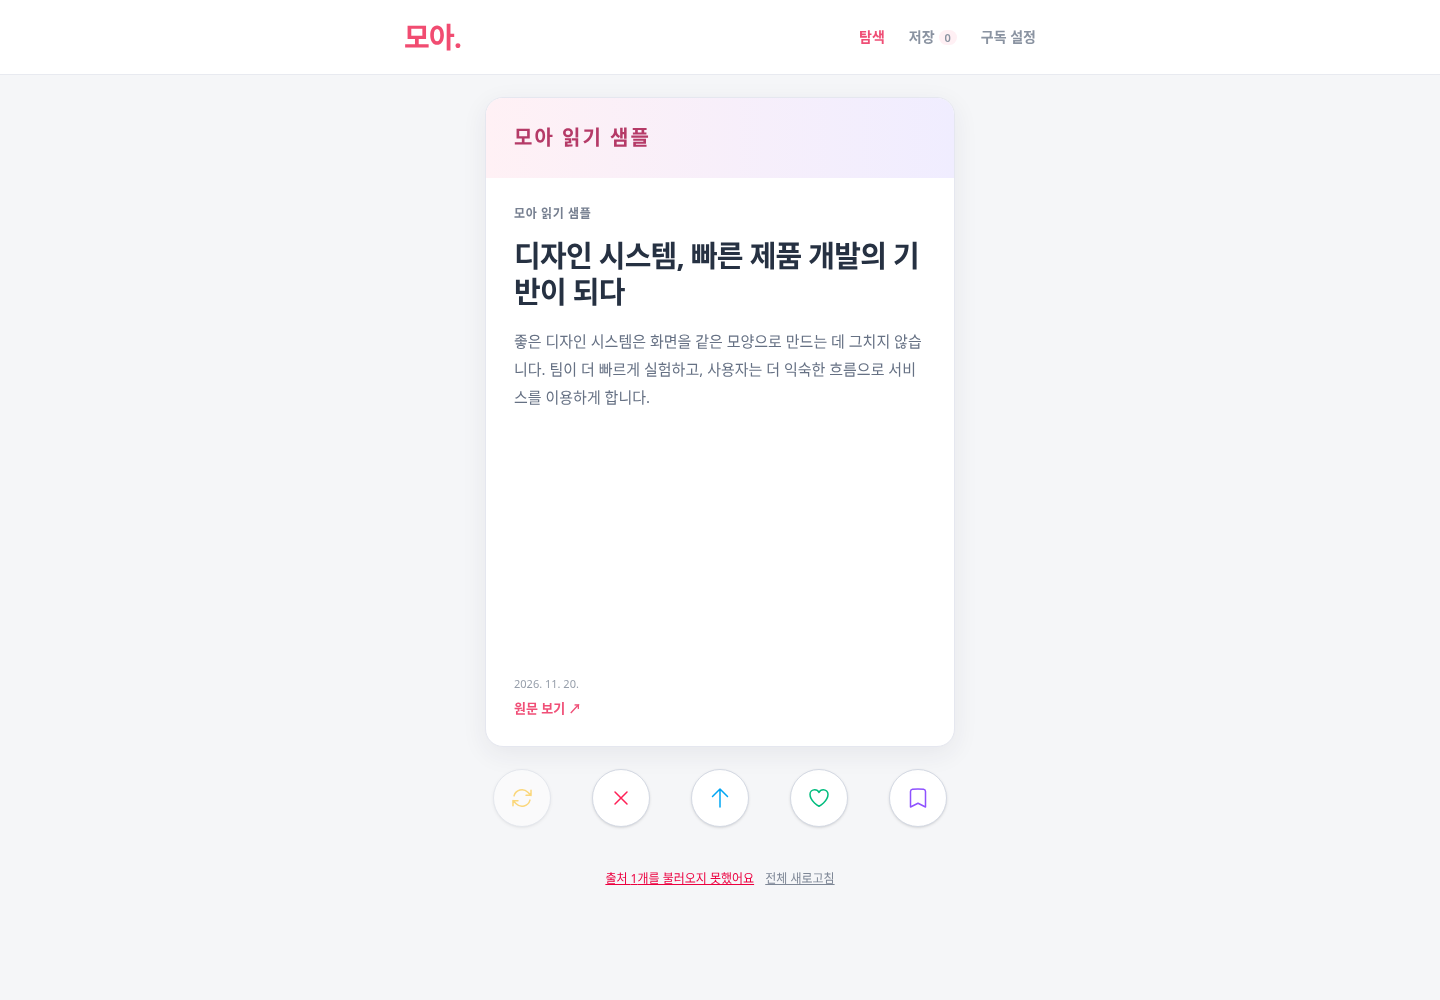 모아.
탐색 저장 0 구독 설정
모아 읽기 샘플
모아 읽기 샘플
디자인 시스템, 빠른 제품 개발의 기
반이 되다
좋은 디자인 시스템은 화면을 같은 모양으로 만드는 데 그치지 않습
니다. 팀이 더 빠르게 실험하고, 사용자는 더 익숙한 흐름으로 서비
스를 이용하게 합니다.
2026. 11. 20.
원문 보기 ↗
출처 1개를 불러오지 못했어요 전체 새로고침